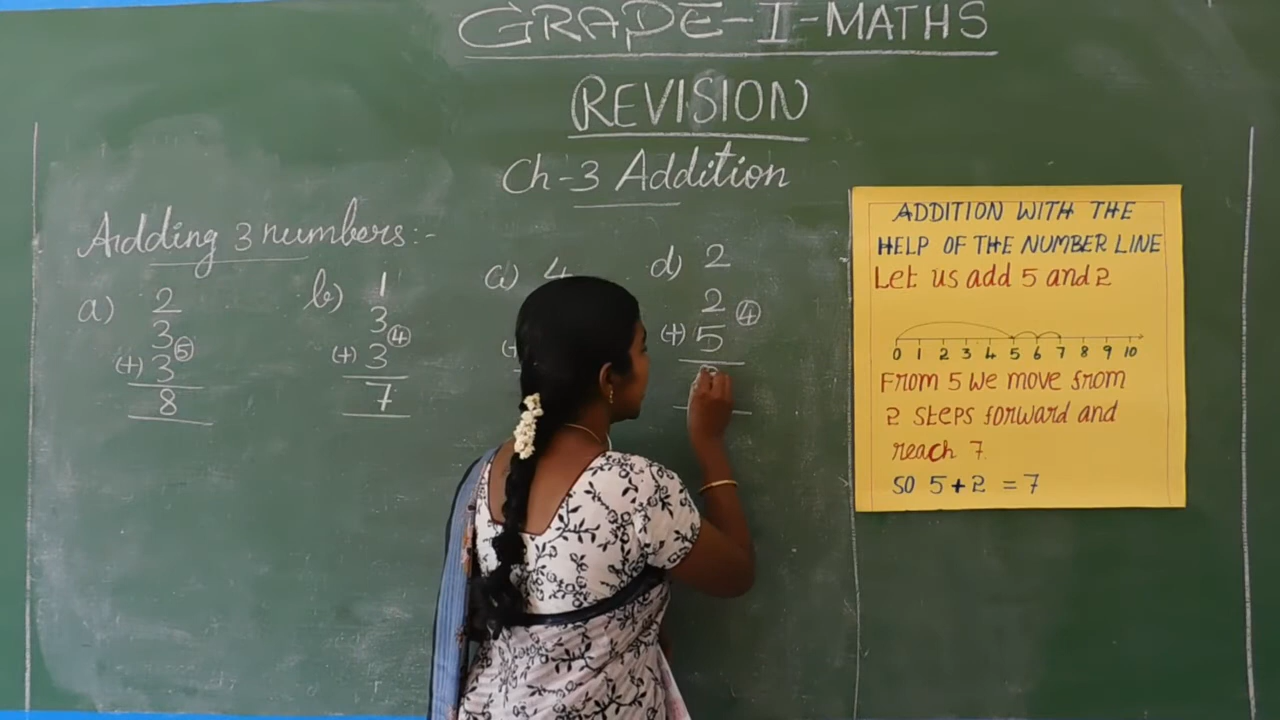 GRADE-I-MATHS
REVISION
Ch-3 Addition
Adding 3 numbers:-
a) 2
3 ⑤
(+) 3
8
b) 1
3 ④
(+) 3
7
c) 4
(+)
d) 2
2 ④
(+) 5
ADDITION WITH THE
HELP OF THE NUMBER LINE
Let us add 5 and 2
0 1 2 3 4 5 6 7 8 9 10
From 5 we move from
2 steps forward and
reach 7.
so 5+2 = 7